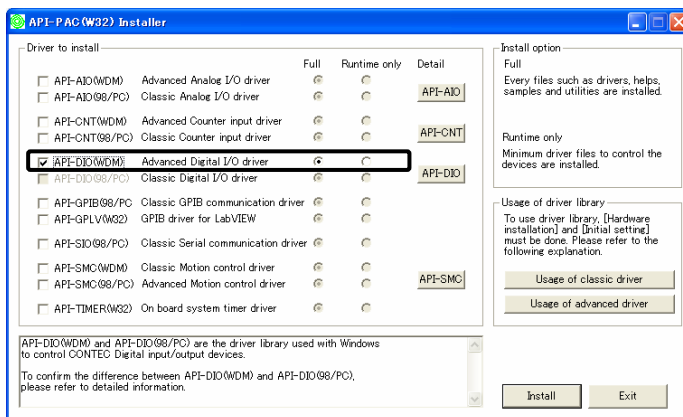 API-PAC(W32) Installer
Driver to install
Full Runtime only Detail
API-AIO(WDM) Advanced Analog I/O driver
API-AIO(98/PC) Classic Analog I/O driver
API-AIO
API-CNT(WDM) Advanced Counter input driver
API-CNT(98/PC) Classic Counter input driver
API-CNT
API-DIO(WDM) Advanced Digital I/O driver
API-DIO(98/PC) Classic Digital I/O driver
API-DIO
API-GPIB(98/PC Classic GPIB communication driver
API-GPLV(W32) GPIB driver for LabVIEW
API-SIO(98/PC) Classic Serial communication driver
API-SMC(WDM) Classic Motion control driver
API-SMC(98/PC) Advanced Motion control driver
API-SMC
API-TIMER(W32) On board system timer driver
Install option
Full
Every files such as drivers, helps,
samples and utilities are installed.
Runtime only
Minimum driver files to control the
devices are installed.
Usage of driver library
To use driver library, [Hardware
installation] and [Initial setting]
must be done. Please refer to the
following explanation.
Usage of classic driver
Usage of advanced driver
API-DIO(WDM) and API-DIO(98/PC) are the driver library used with Windows
to control CONTEC Digital input/output devices.
To confirm the difference between API-DIO(WDM) and API-DIO(98/PC),
please refer to detailed information.
Install Exit